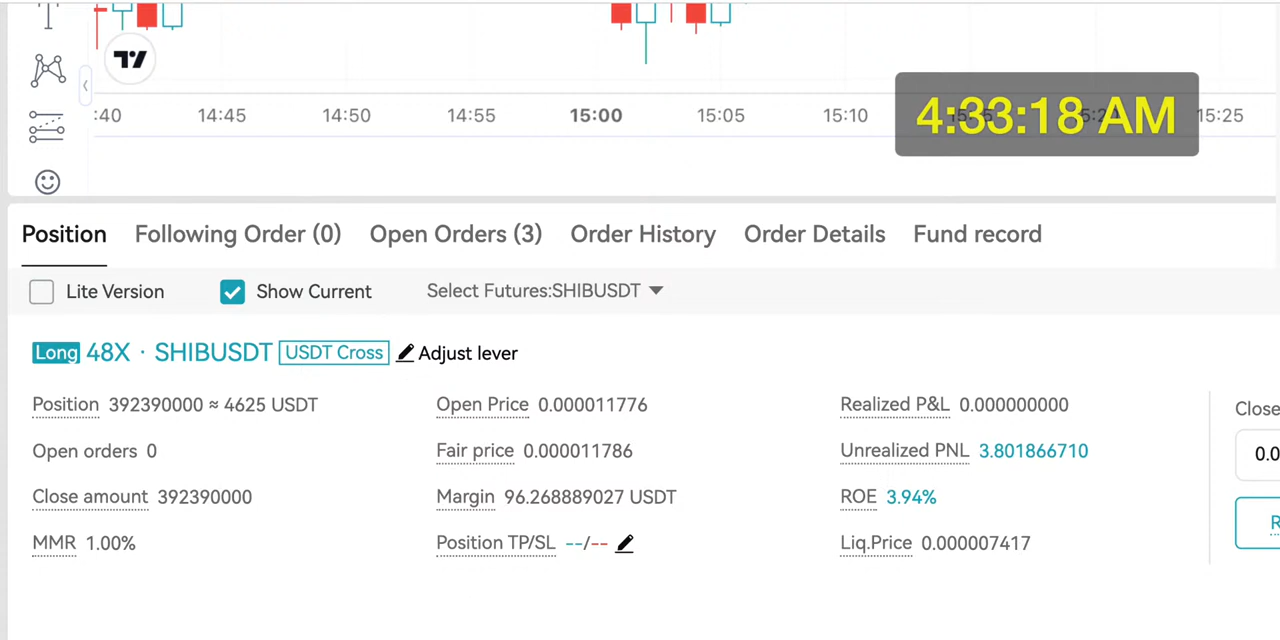 :40 14:45 14:50 14:55 15:00 15:05 15:10 15:25
4:33:18 AM
Position Following Order (0) Open Orders (3) Order History Order Details Fund record
Lite Version Show Current Select Futures:SHIBUSDT
Long 48X · SHIBUSDT USDT Cross Adjust lever
Position 392390000 ≈ 4625 USDT Open Price 0.000011776 Realized P&L 0.000000000 Close
Open orders 0 Fair price 0.000011786 Unrealized PNL 3.801866710 0.0
Close amount 392390000 Margin 96.268889027 USDT ROE 3.94%
R
MMR 1.00% Position TP/SL --/-- Liq.Price 0.000007417